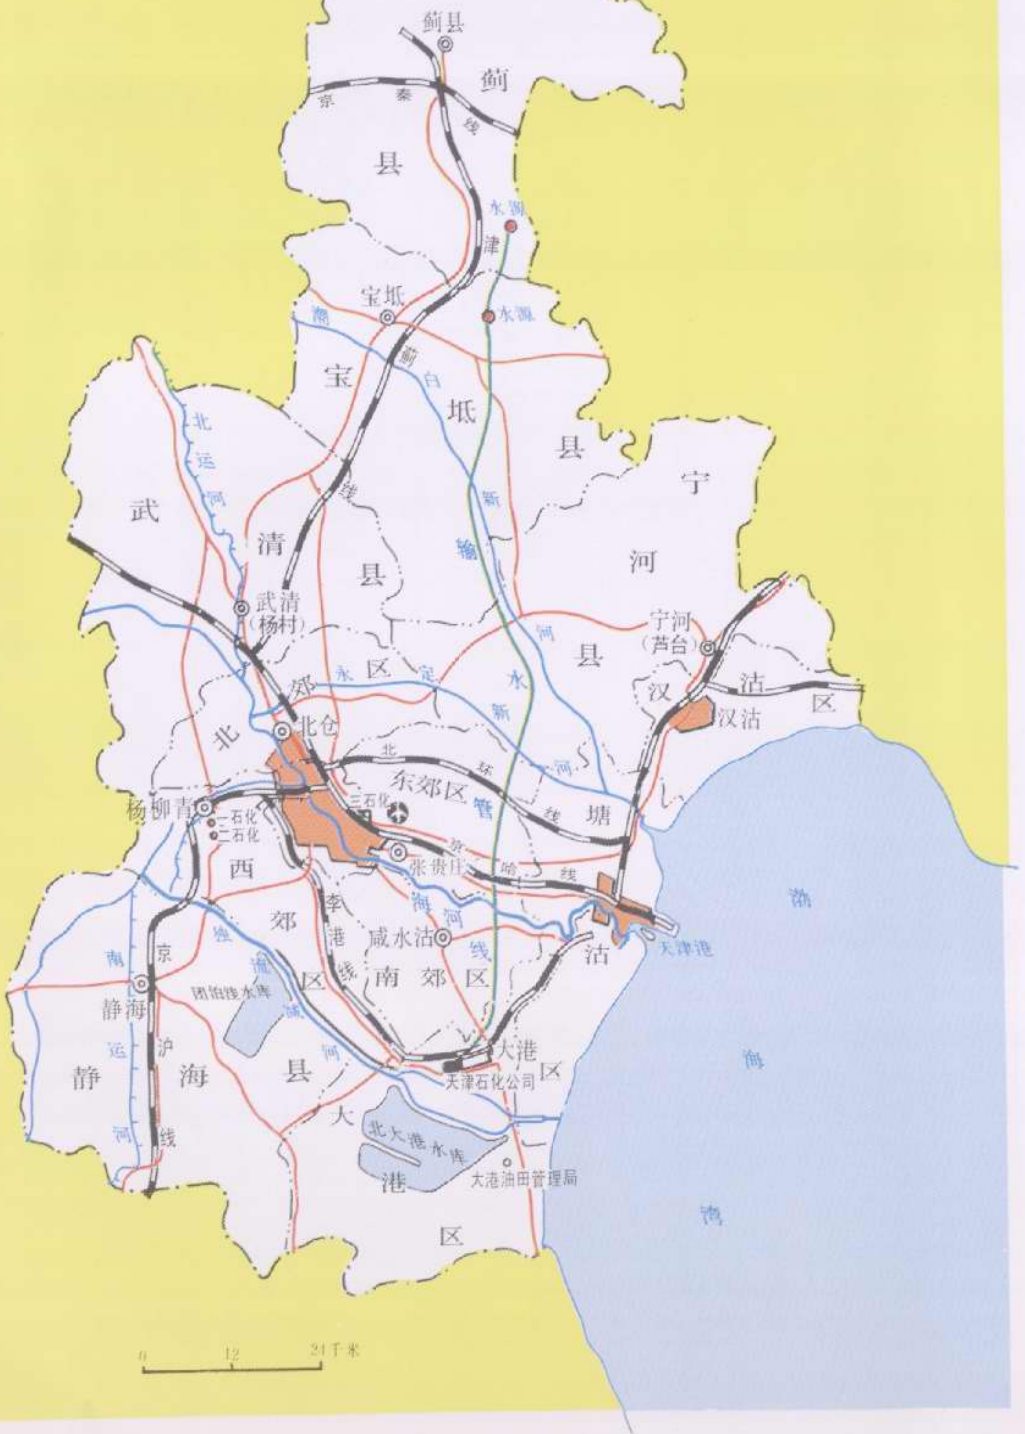 蓟县
蓟县
京秦线
水源
津蓟线
宝坻
水源
潮白新河
宝坻县
北运河
武清县
宁河县
输水管线
武清
(杨村)
宁河
(芦台)
北郊区
永定新河
汉沽区
汉沽
北仓
北环线
东郊区
塘沽区
杨柳青
一石化
二石化
三石化
京哈线
张贵庄
西郊区
李港线
海河
咸水沽
南郊区
天津港
渤海湾
独流减河
南运河
京沪线
团泊洼水库
静海
静海县
大港
天津石化公司
大港区
北大港水库
大港油田管理局
0 12 24千米